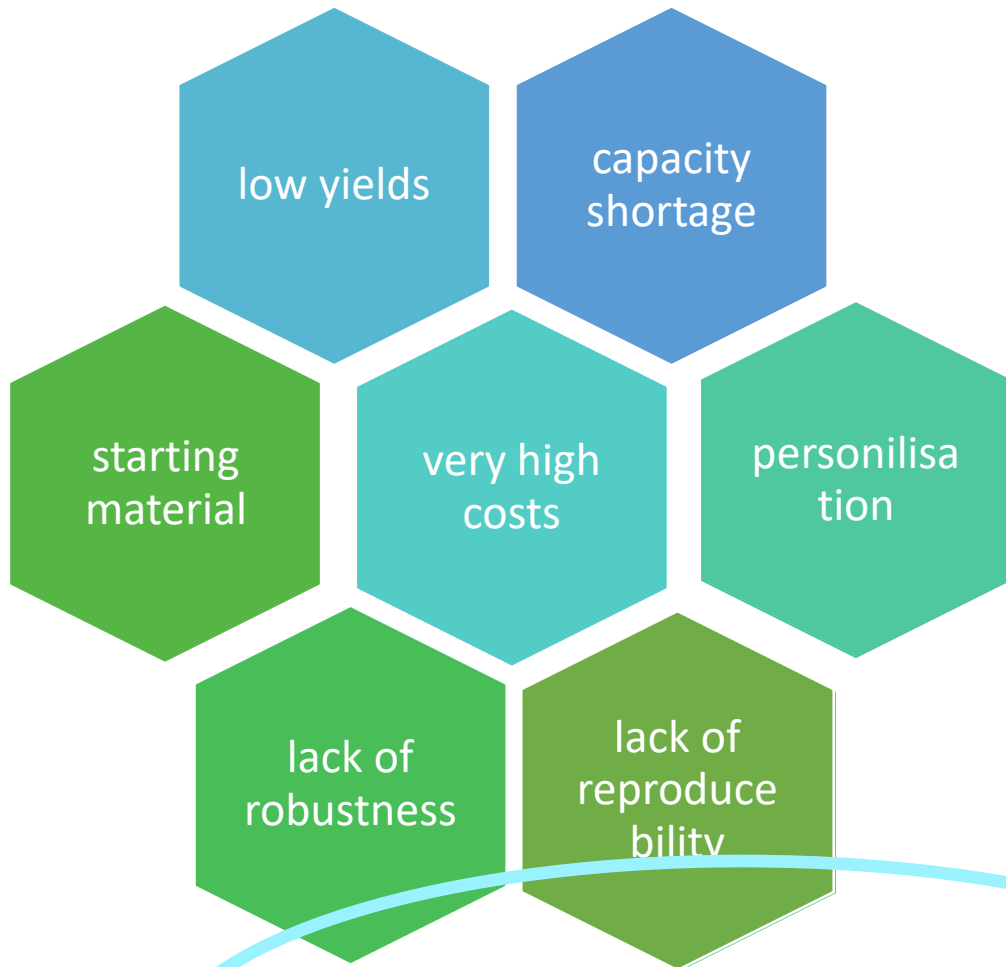 low yields
capacity
shortage
starting
material
very high
costs
personilisa
tion
lack of
robustness
lack of
reproduce
bility